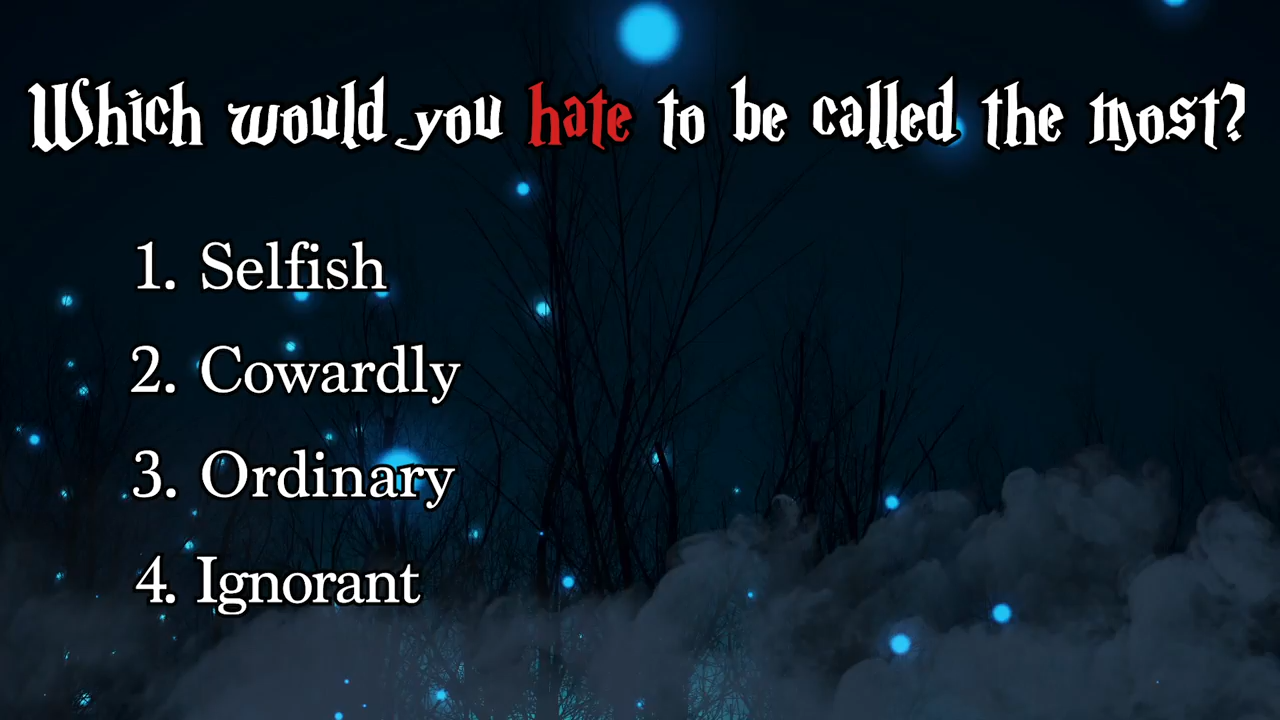 Which would you hate to be called the most?
1. Selfish
2. Cowardly
3. Ordinary
4. Ignorant